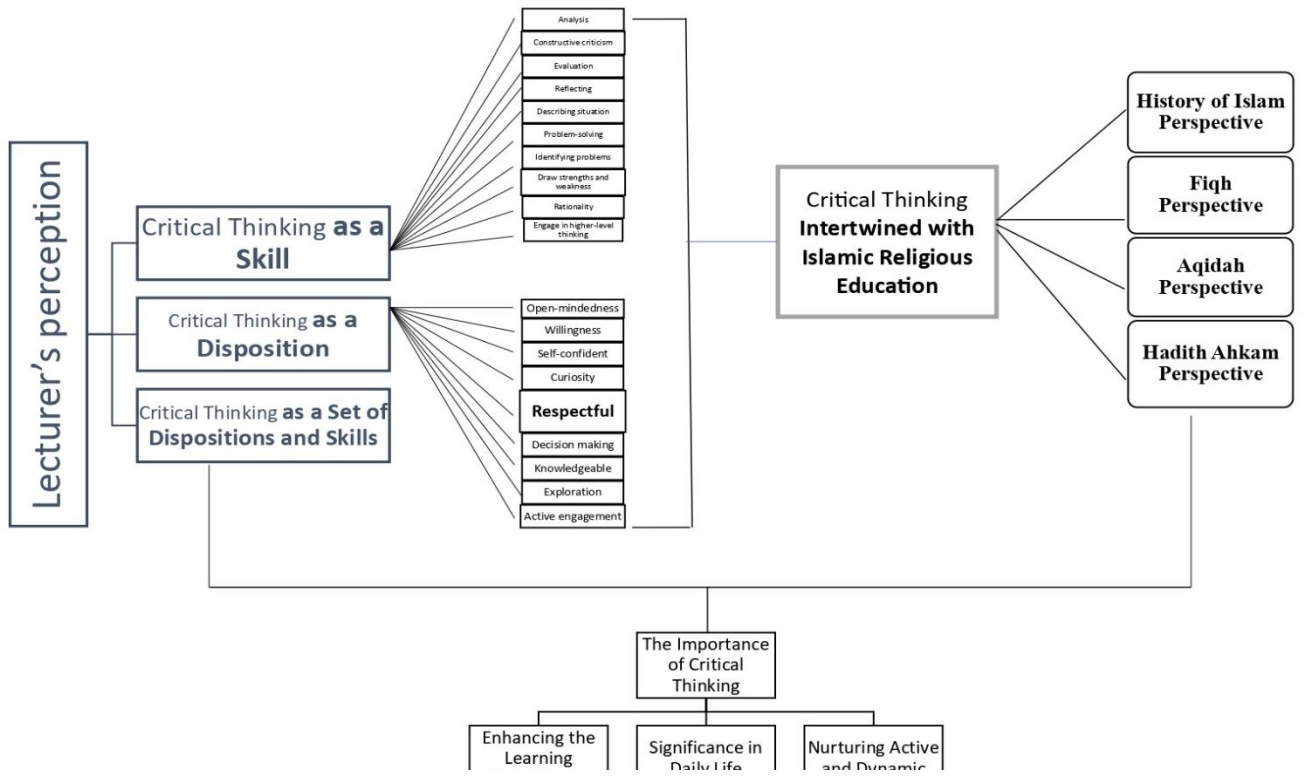 Lecturer's perception
Critical Thinking as a
Skill
Critical Thinking as a
Disposition
Critical Thinking as a Set of
Dispositions and Skills
Analysis
Constructive criticism
Evaluation
Reflecting
Describing situation
Problem-solving
Identifying problems
Draw strengths and
weakness
Rationality
Engage in higher-level
thinking
Open-mindedness
Willingness
Self-confident
Curiosity
Respectful
Decision making
Knowledgeable
Exploration
Active engagement
Critical Thinking
Intertwined with
Islamic Religious
Education
History of Islam
Perspective
Fiqh
Perspective
Aqidah
Perspective
Hadith Ahkam
Perspective
The Importance
of Critical
Thinking
Enhancing the
Learning
Significance in
Daily Life
Nurturing Active
and Dynamic